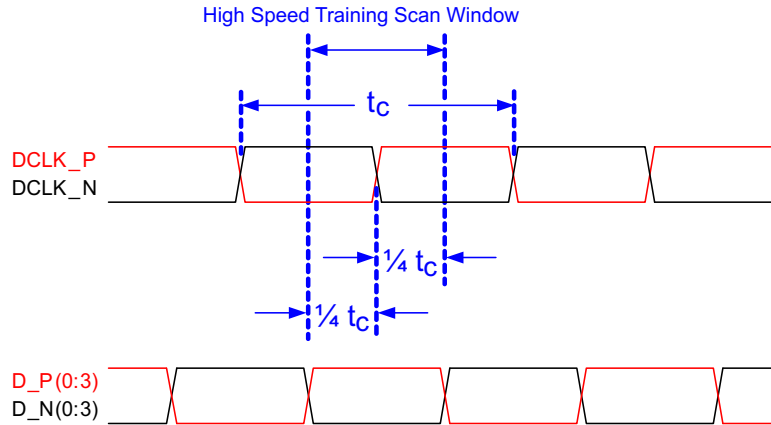 High Speed Training Scan Window
tc
DCLK_P
DCLK_N
¼ tc
¼ tc
D_P(0:3)
D_N(0:3)